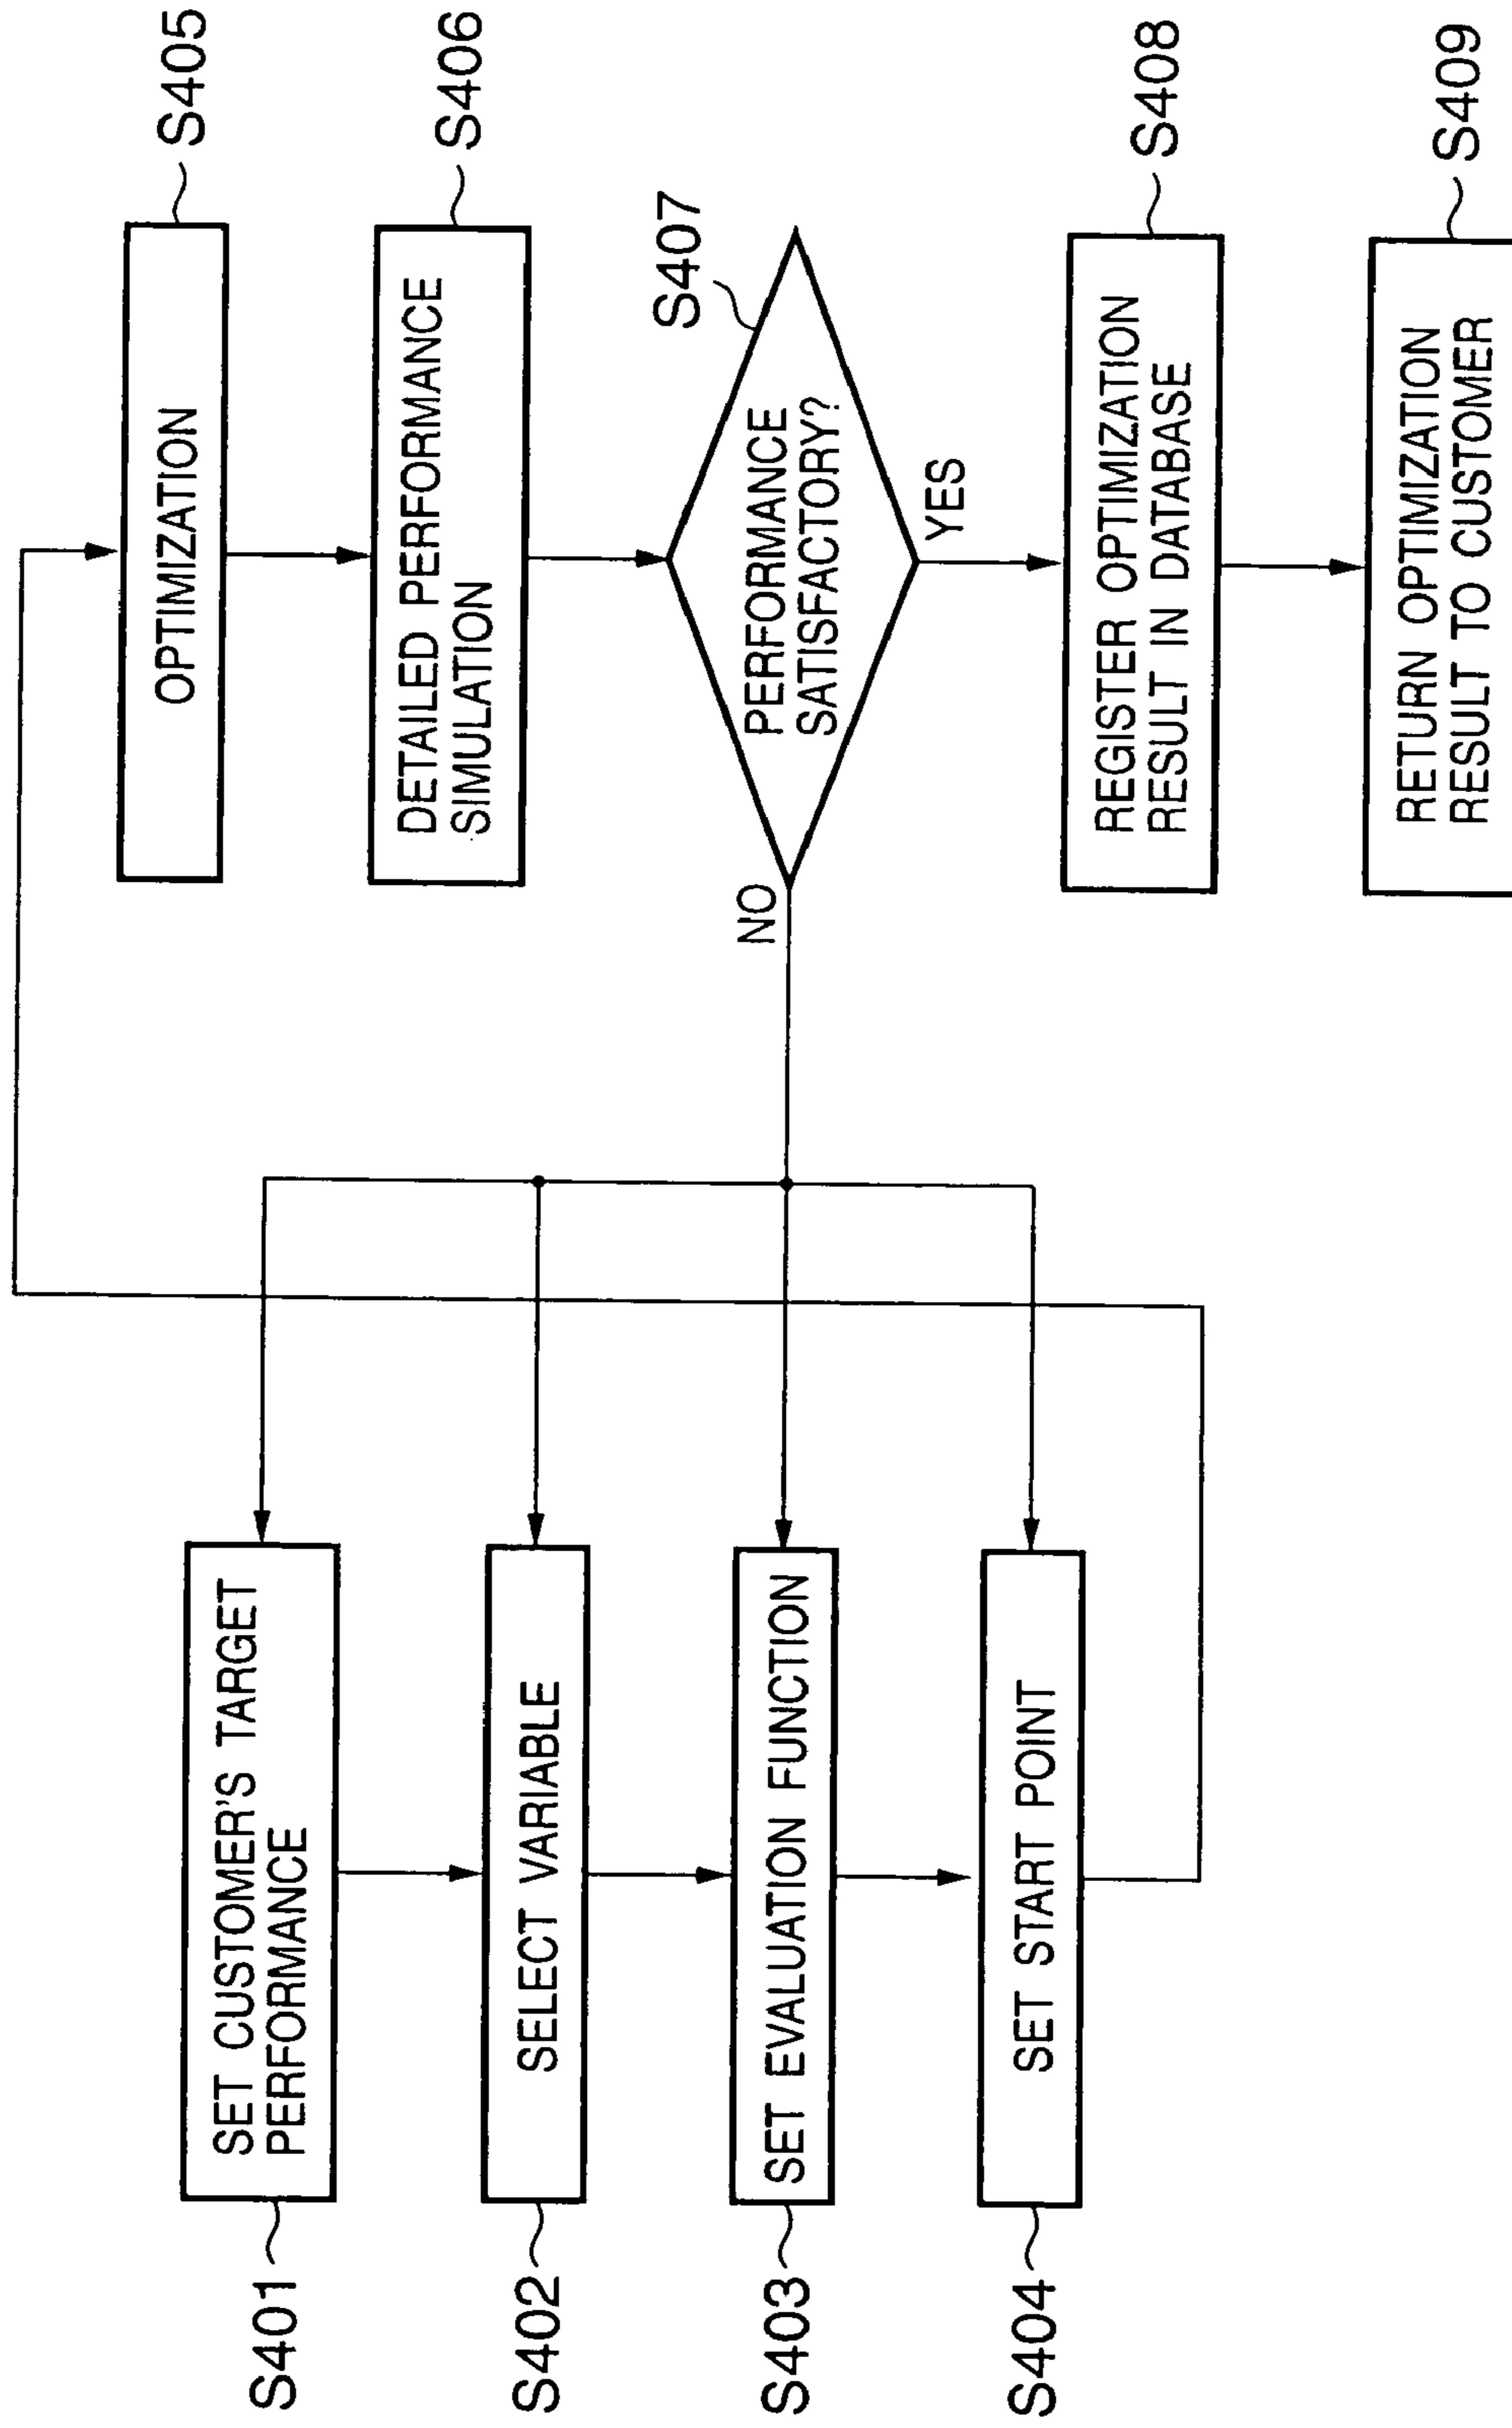 S401
SET CUSTOMER'S TARGET
PERFORMANCE
S402
SELECT VARIABLE
S403
SET EVALUATION FUNCTION
S404
SET START POINT
OPTIMIZATION
S405
DETAILED PERFORMANCE
SIMULATION
S406
S407
PERFORMANCE
SATISFACTORY?
NO
YES
REGISTER OPTIMIZATION
RESULT IN DATABASE
S408
RETURN OPTIMIZATION
RESULT TO CUSTOMER
S409